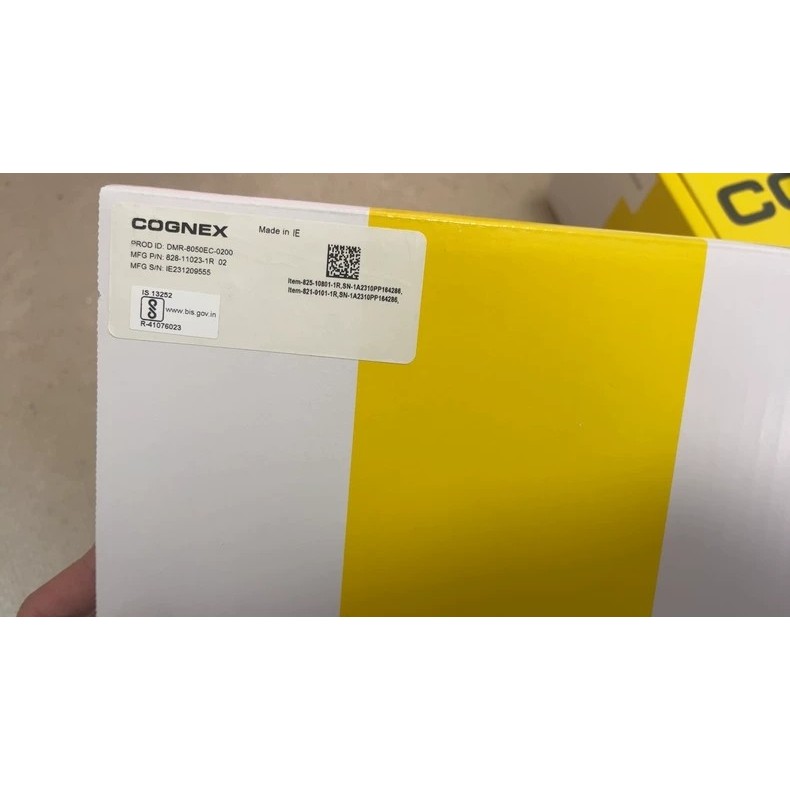 COGNEX
Made in IE
PROD ID: DMR-8050EC-0200
MFG P/N: 828-11023-1R 02
MFG S/N: IE231209555
Item-825-10801-1R,SN-1A2310PP164286,
Item-821-0101-1R,SN-1A2310PP164286,
IS 13252
www.bis.gov.in
R-41076023
CO